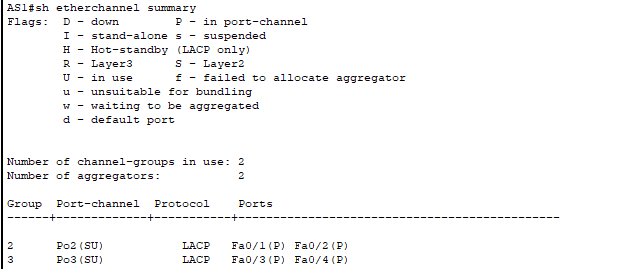 AS1#sh etherchannel summary
Flags:  D - down        P - in port-channel
        I - stand-alone s - suspended
        H - Hot-standby (LACP only)
        R - Layer3      S - Layer2
        U - in use      f - failed to allocate aggregator
        u - unsuitable for bundling
        w - waiting to be aggregated
        d - default port
Number of channel-groups in use: 2
Number of aggregators:           2
Group  Port-channel  Protocol    Ports
------+-------------+-----------+----------------------------------------------
2      Po2(SU)           LACP   Fa0/1(P) Fa0/2(P)
3      Po3(SU)           LACP   Fa0/3(P) Fa0/4(P)